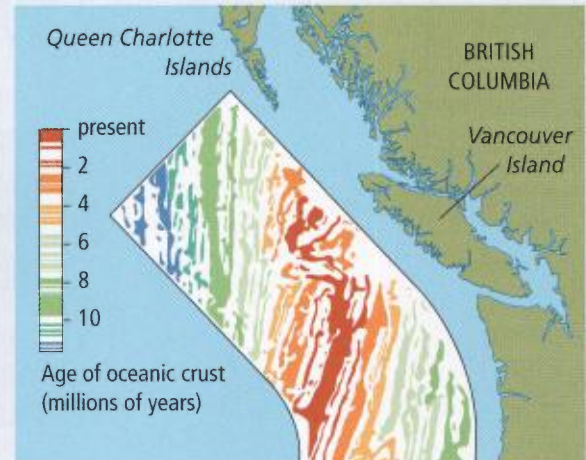 Queen Charlotte
Islands
BRITISH
COLUMBIA
Vancouver
Island
present
2
4
6
8
10
Age of oceanic crust
(millions of years)